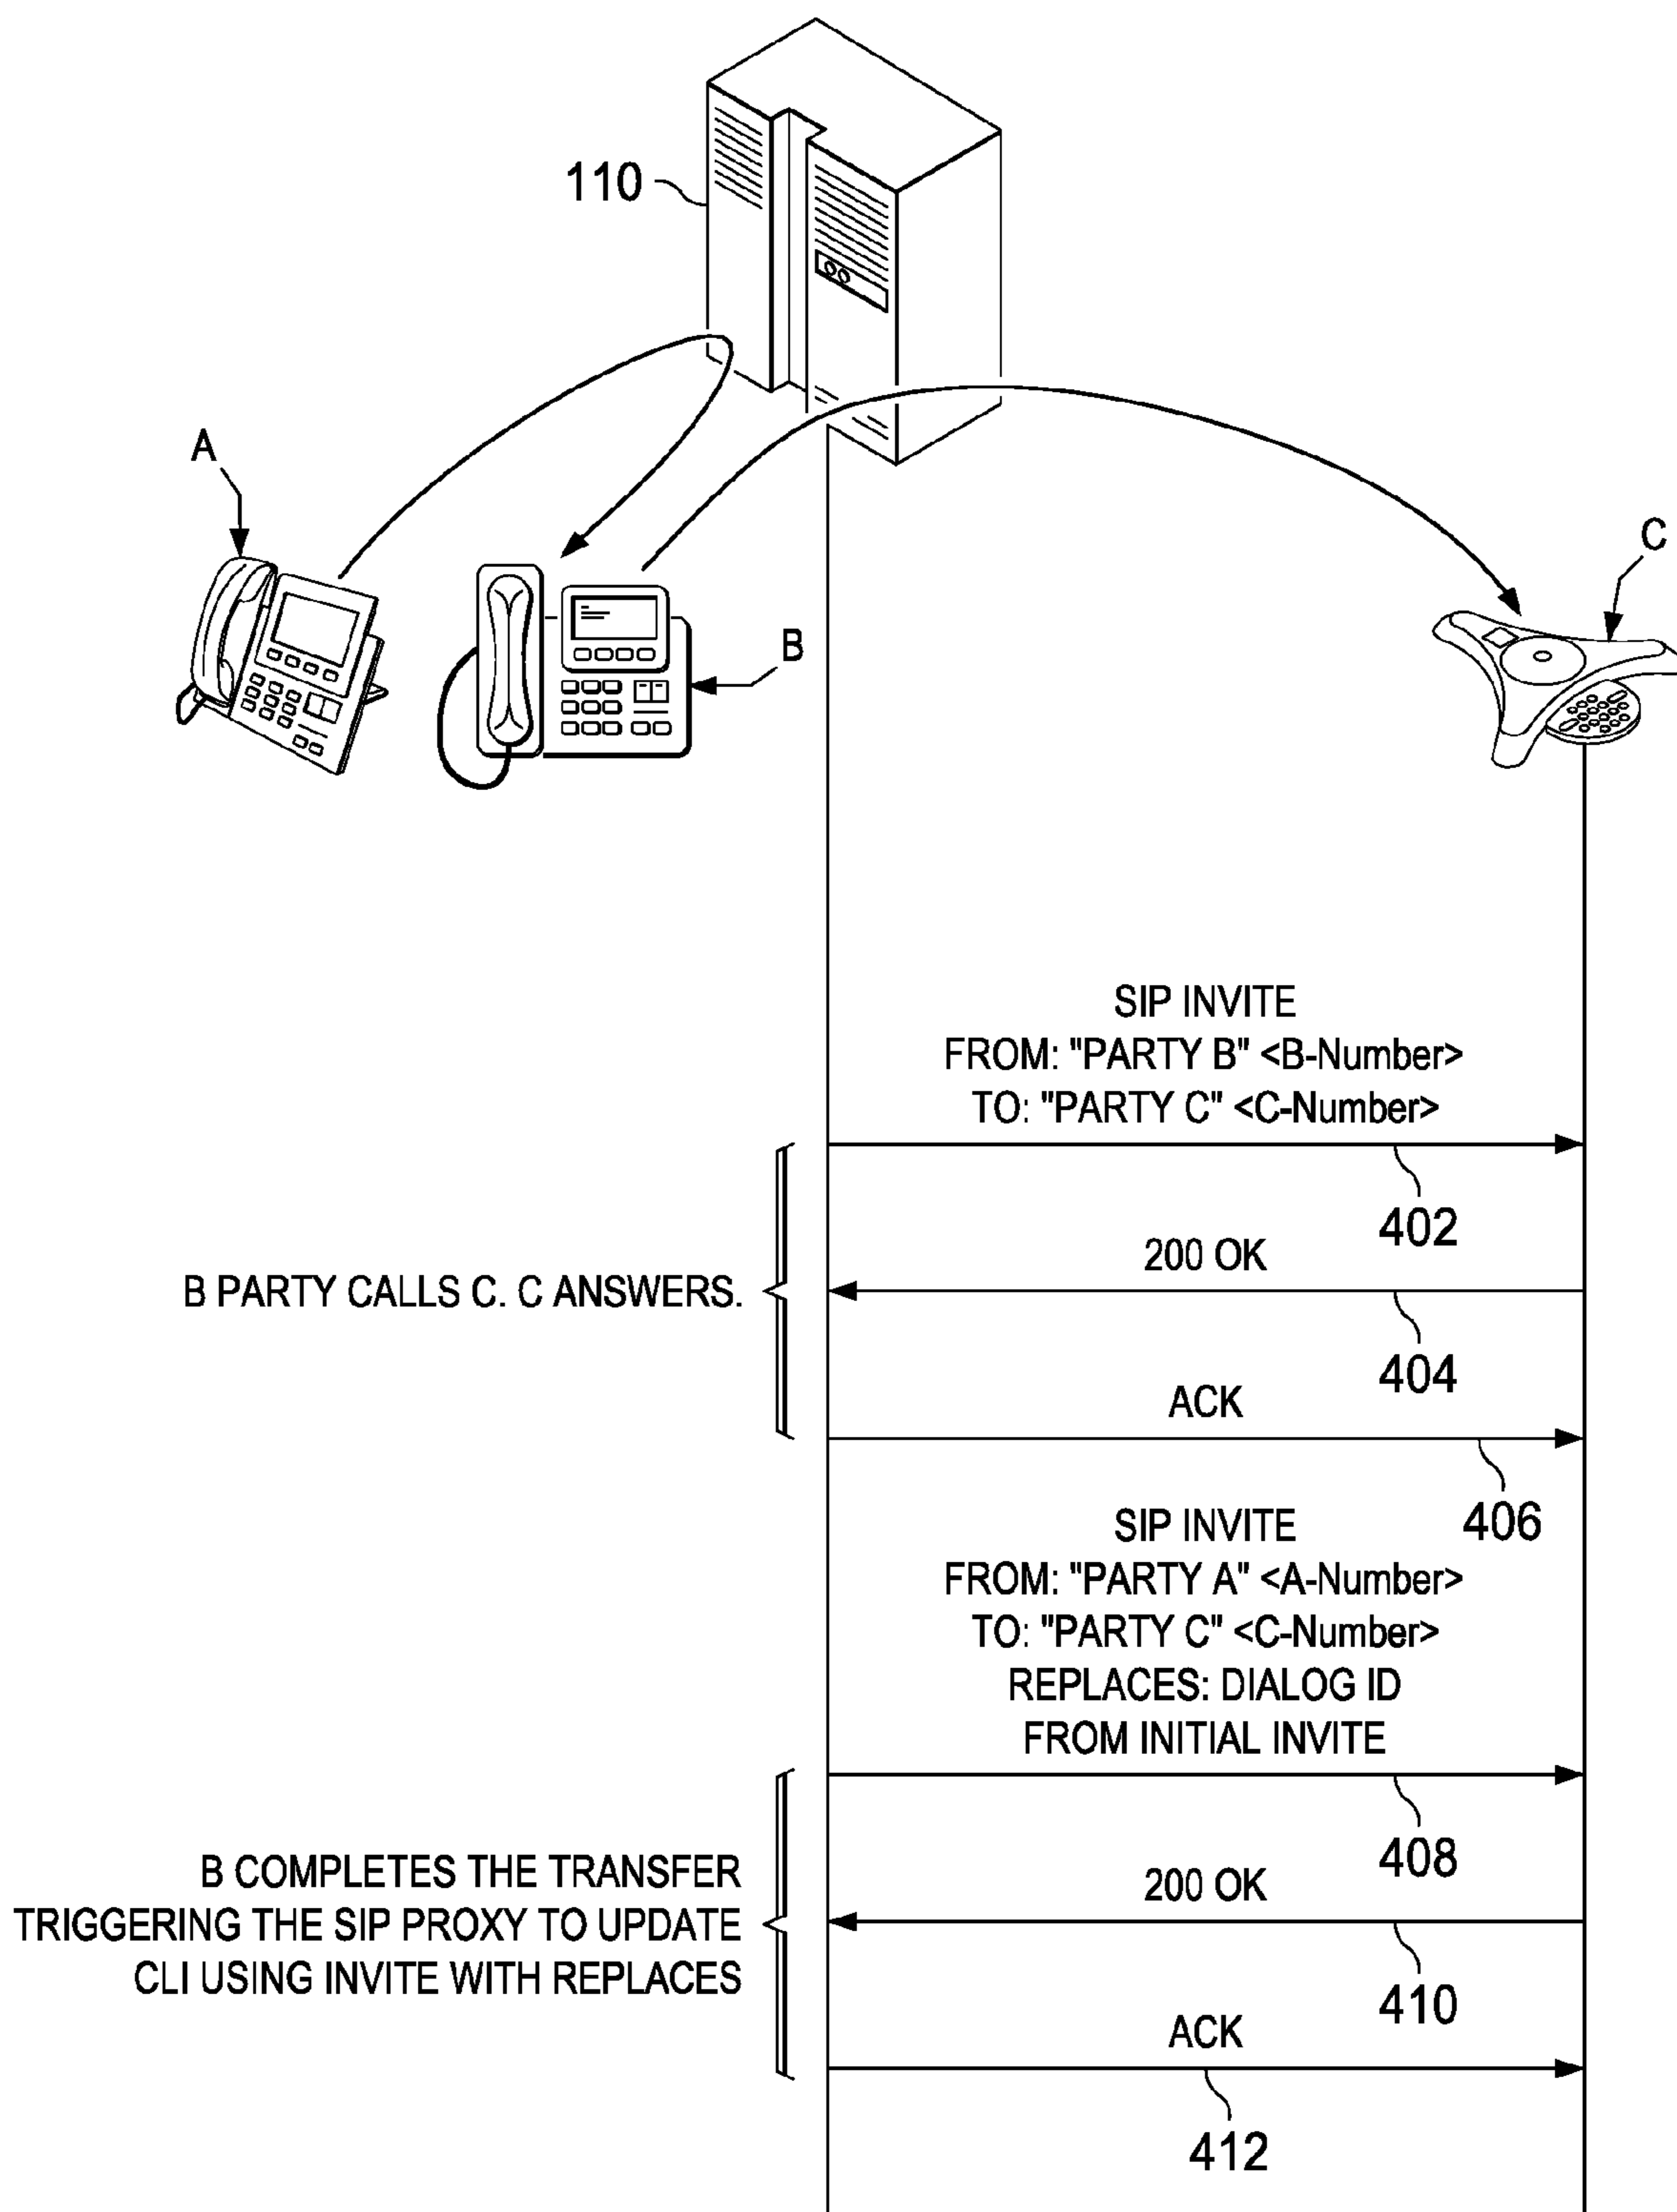 110
A
C
B
SIP INVITE
FROM: "PARTY B" <B-Number>
TO: "PARTY C" <C-Number>
402
200 OK
B PARTY CALLS C. C ANSWERS.
404
ACK
406
SIP INVITE
FROM: "PARTY A" <A-Number>
TO: "PARTY C" <C-Number>
REPLACES: DIALOG ID
FROM INITIAL INVITE
408
200 OK
B COMPLETES THE TRANSFER
TRIGGERING THE SIP PROXY TO UPDATE
CLI USING INVITE WITH REPLACES
410
ACK
412